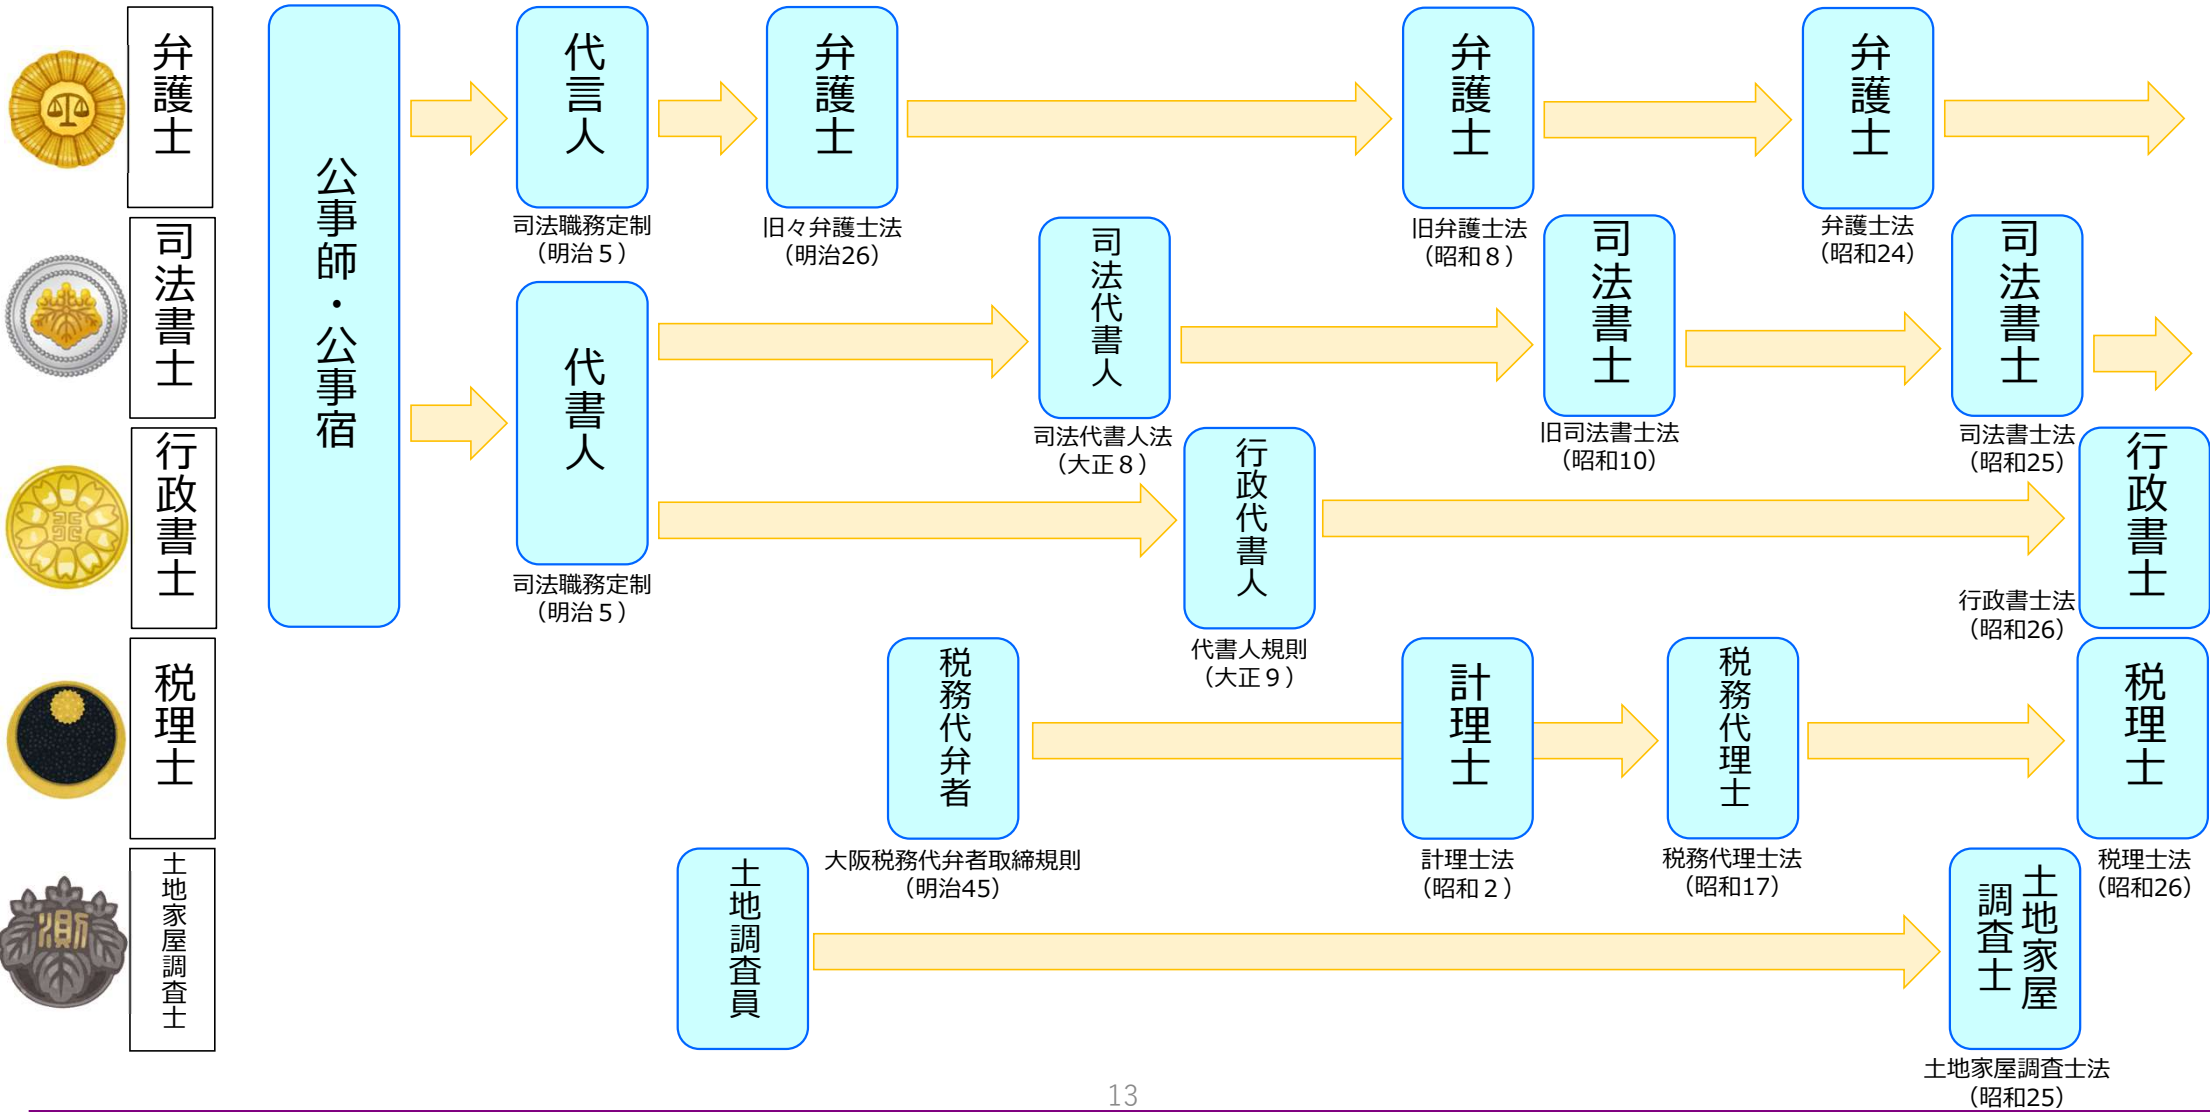 弁護士
公事師・公事宿
代言人
司法職務定制
（明治５）
弁護士
旧々弁護士法
（明治26）
弁護士
旧弁護士法
（昭和８）
弁護士
弁護士法
（昭和24）
司法書士
代書人
司法職務定制
（明治５）
司法代書人
司法代書人法
（大正８）
司法書士
旧司法書士法
（昭和10）
司法書士
司法書士法
（昭和25）
行政書士
行政代書人
代書人規則
（大正９）
行政書士
行政書士法
（昭和26）
税理士
税務代弁者
大阪税務代弁者取締規則
（明治45）
計理士
計理士法
（昭和２）
税務代理士
税務代理士法
（昭和17）
税理士
税理士法
（昭和26）
土地家屋調査士
測
土地調査員
土地家屋
調査士
土地家屋調査士法
（昭和25）
13